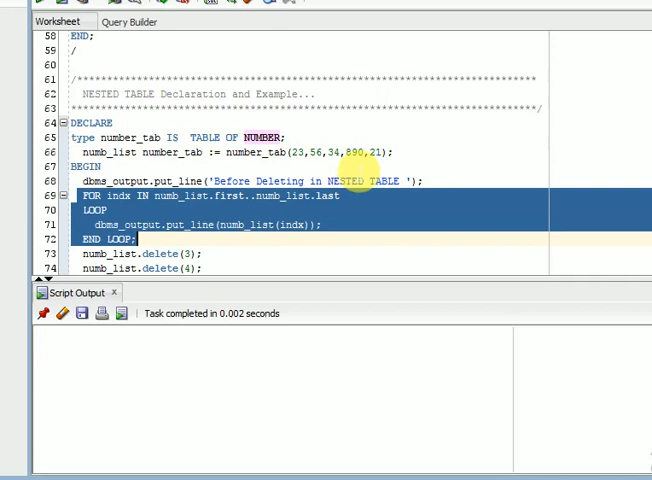 Worksheet Query Builder
58 END;
59 /
60
61 /******************************************************************************
62 NESTED TABLE Declaration and Example...
63 *******************************************************************************/
64 DECLARE
65 type number_tab IS TABLE OF NUMBER;
66 numb_list number_tab := number_tab(23,56,34,890,21);
67 BEGIN
68 dbms_output.put_line('Before Deleting in NESTED TABLE ');
69 FOR indx IN numb_list.first..numb_list.last
70 LOOP
71 dbms_output.put_line(numb_list(indx));
72 END LOOP;
73 numb_list.delete(3);
74 numb_list.delete(4);
Script Output x
Task completed in 0.002 seconds